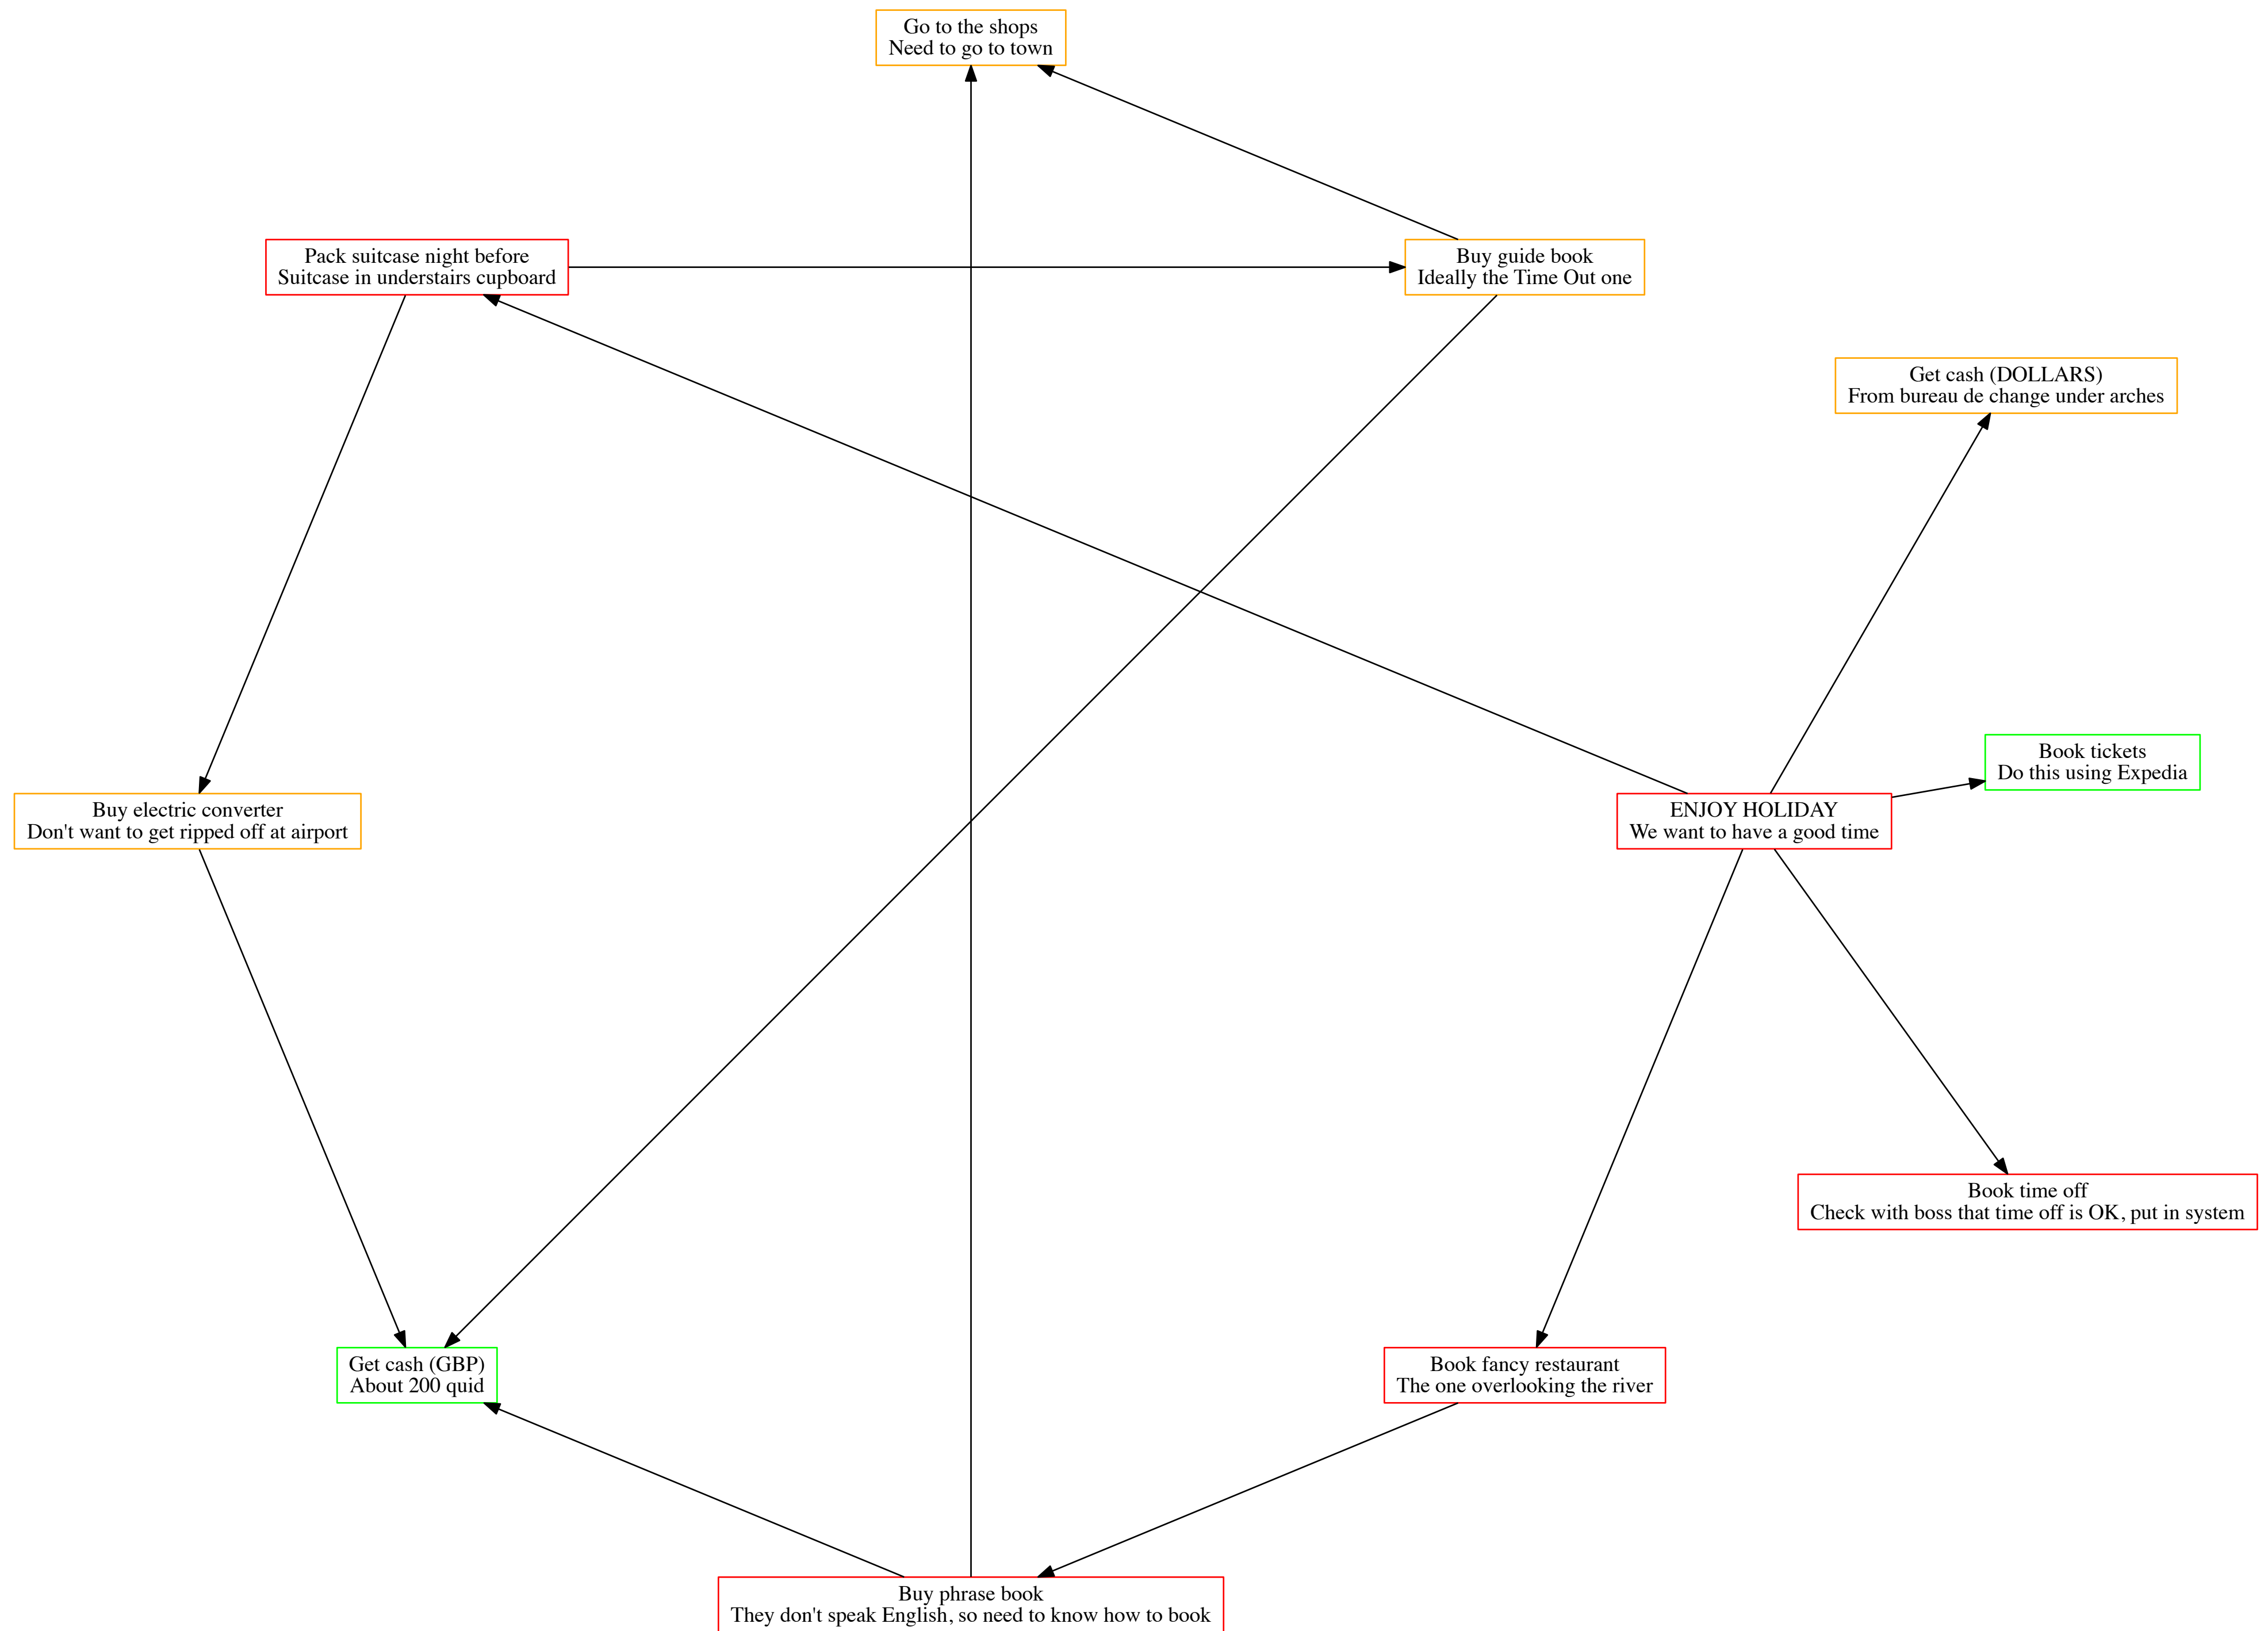 Go to the shops
Need to go to town
Pack suitcase night before
Suitcase in understairs cupboard
Buy guide book
Ideally the Time Out one
Get cash (DOLLARS)
From bureau de change under arches
Book tickets
Do this using Expedia
Buy electric converter
Don't want to get ripped off at airport
ENJOY HOLIDAY
We want to have a good time
Book time off
Check with boss that time off is OK, put in system
Get cash (GBP)
About 200 quid
Book fancy restaurant
The one overlooking the river
Buy phrase book
They don't speak English, so need to know how to book